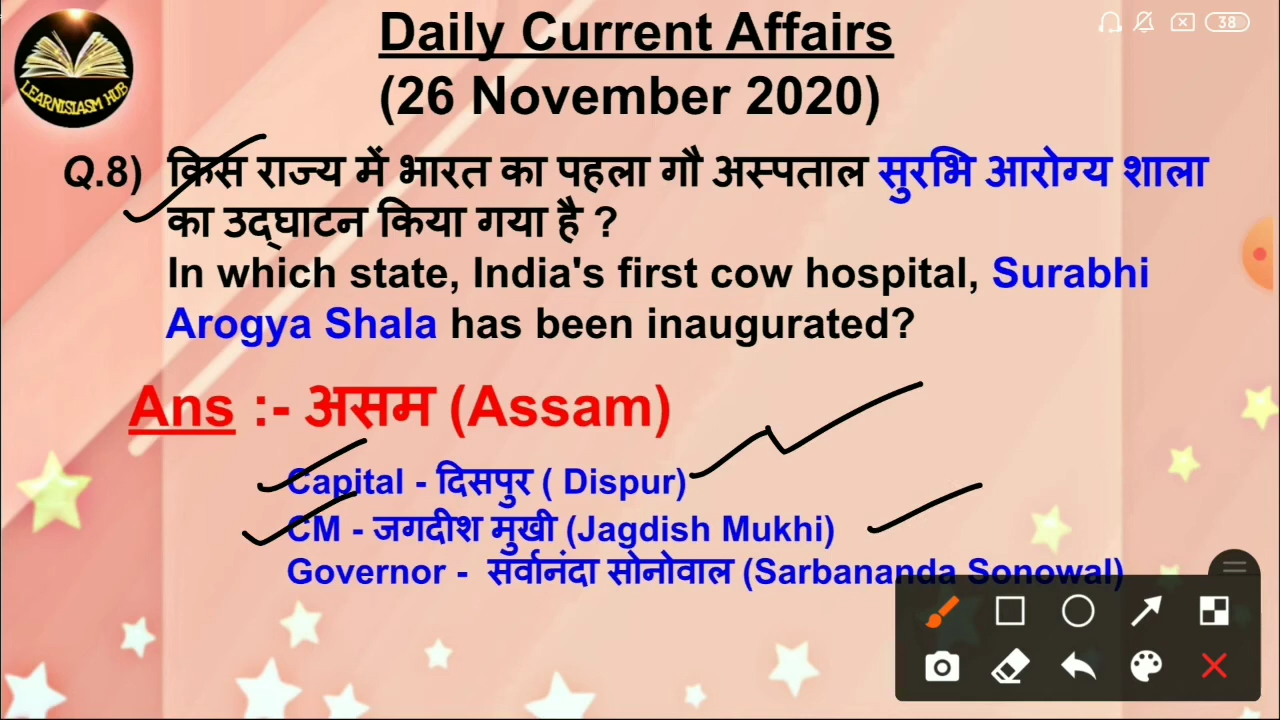 LEARNISIASM HUB
Daily Current Affairs
38
(26 November 2020)
Q.8) किस राज्य में भारत का पहला गौ अस्पताल सुरभि आरोग्य शाला
का उद्घाटन किया गया है ?
In which state, India's first cow hospital, Surabhi
Arogya Shala has been inaugurated?
Ans :- असम (Assam)
Capital - दिसपुर ( Dispur)
CM - जगदीश मुखी (Jagdish Mukhi)
Governor - सर्वानंदा सोनोवाल (Sarbananda Sonowal)